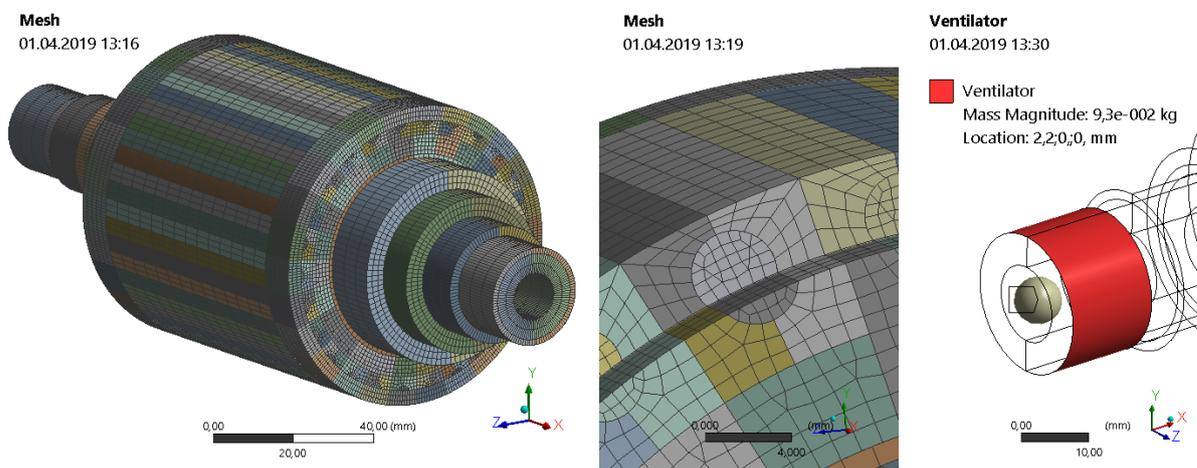 Mesh
01.04.2019 13:16
0,00
40,00 (mm)
20,00
Y
Z
X
Mesh
01.04.2019 13:19
0,000
(mm)
4,000
Y
Z
X
Ventilator
01.04.2019 13:30
Ventilator
Mass Magnitude: 9,3e-002 kg
Location: 2,2;0,;0, mm
0,00
(mm)
10,00
Y
X
Z